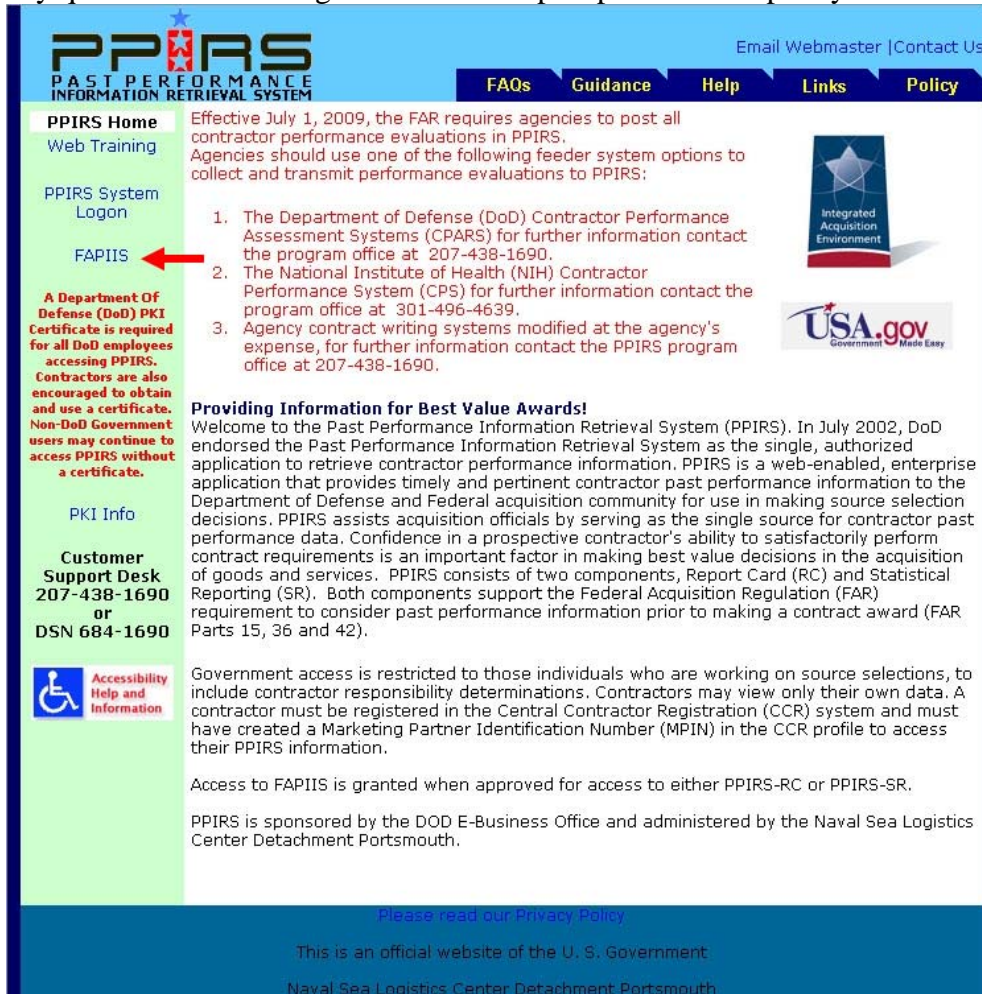 PPIRS
PAST PERFORMANCE
INFORMATION RETRIEVAL SYSTEM
Email Webmaster |Contact Us
FAQs Guidance Help Links Policy
PPIRS Home
Web Training
PPIRS System
Logon
FAPIIS
A Department Of
Defense (DoD) PKI
Certificate is required
for all DoD employees
accessing PPIRS.
Contractors are also
encouraged to obtain
and use a certificate.
Non-DoD Government
users may continue to
access PPIRS without
a certificate.
PKI Info
Customer
Support Desk
207-438-1690
or
DSN 684-1690
Accessibility
Help and
Information
Effective July 1, 2009, the FAR requires agencies to post all
contractor performance evaluations in PPIRS.
Agencies should use one of the following feeder system options to
collect and transmit performance evaluations to PPIRS:
1. The Department of Defense (DoD) Contractor Performance
Assessment Systems (CPARS) for further information contact
the program office at 207-438-1690.
2. The National Institute of Health (NIH) Contractor
Performance System (CPS) for further information contact the
program office at 301-496-4639.
3. Agency contract writing systems modified at the agency's
expense, for further information contact the PPIRS program
office at 207-438-1690.
Integrated
Acquisition
Environment
USA.gov
Government Made Easy
Providing Information for Best Value Awards!
Welcome to the Past Performance Information Retrieval System (PPIRS). In July 2002, DoD
endorsed the Past Performance Information Retrieval System as the single, authorized
application to retrieve contractor performance information. PPIRS is a web-enabled, enterprise
application that provides timely and pertinent contractor past performance information to the
Department of Defense and Federal acquisition community for use in making source selection
decisions. PPIRS assists acquisition officials by serving as the single source for contractor past
performance data. Confidence in a prospective contractor's ability to satisfactorily perform
contract requirements is an important factor in making best value decisions in the acquisition
of goods and services. PPIRS consists of two components, Report Card (RC) and Statistical
Reporting (SR). Both components support the Federal Acquisition Regulation (FAR)
requirement to consider past performance information prior to making a contract award (FAR
Parts 15, 36 and 42).
Government access is restricted to those individuals who are working on source selections, to
include contractor responsibility determinations. Contractors may view only their own data. A
contractor must be registered in the Central Contractor Registration (CCR) system and must
have created a Marketing Partner Identification Number (MPIN) in the CCR profile to access
their PPIRS information.
Access to FAPIIS is granted when approved for access to either PPIRS-RC or PPIRS-SR.
PPIRS is sponsored by the DOD E-Business Office and administered by the Naval Sea Logistics
Center Detachment Portsmouth.
Please read our Privacy Policy
This is an official website of the U. S. Government
Naval Sea Logistics Center Detachment Portsmouth